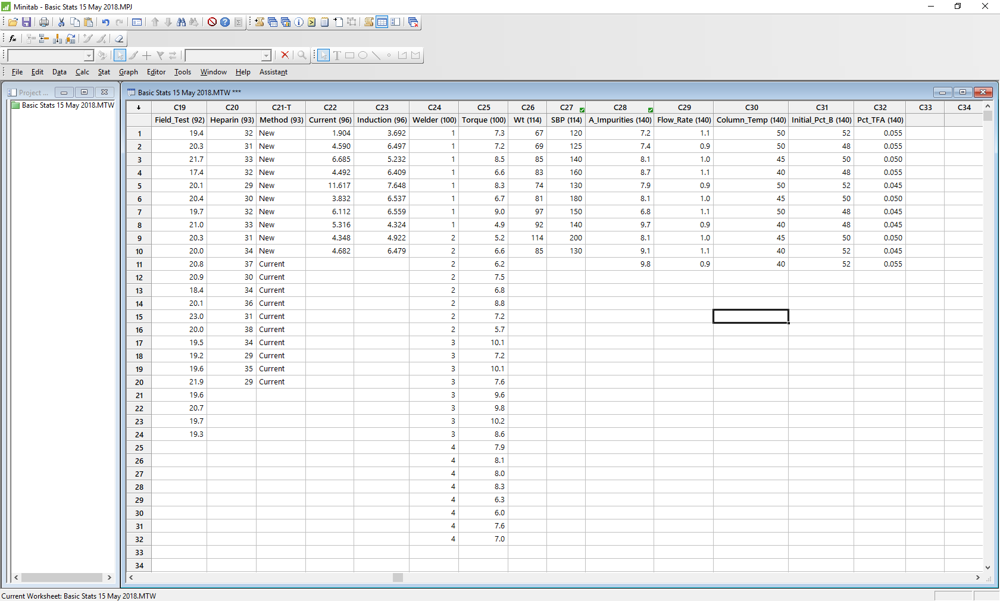 Minitab - Basic Stats 15 May 2018.MPJ
File Edit Data Calc Stat Graph Editor Tools Window Help Assistant
Project ...
Basic Stats 15 May 2018.MTW
Basic Stats 15 May 2018.MTW ***
C19 C20 C21-T C22 C23 C24 C25 C26 C27 C28 C29 C30 C31 C32 C33 C34
Field_Test (92) Heparin (93) Method (93) Current (96) Induction (96) Welder (100) Torque (100) Wt (114) SBP (114) A_Impurities (140) Flow_Rate (140) Column_Temp (140) Initial_Pct_B (140) Pct_TFA (140)
1 19.4 32 New 1.904 3.692 1 7.3 67 120 7.2 1.1 50 52 0.055
2 20.3 31 New 4.590 6.497 1 7.2 69 125 7.4 0.9 50 48 0.055
3 21.7 33 New 6.685 5.232 1 8.5 85 140 8.1 1.0 45 50 0.050
4 17.4 32 New 4.492 6.409 1 6.6 83 160 8.7 1.1 40 48 0.055
5 20.1 29 New 11.617 7.648 1 8.3 74 130 7.9 0.9 50 52 0.045
6 20.4 30 New 3.832 6.537 1 6.7 81 180 8.1 1.0 45 50 0.050
7 19.7 32 New 6.112 6.559 1 9.0 97 150 6.8 1.1 50 48 0.045
8 21.0 33 New 5.316 4.324 1 4.9 92 140 9.7 0.9 40 48 0.045
9 20.3 31 New 4.348 4.922 2 5.2 114 200 8.1 1.0 45 50 0.050
10 20.0 34 New 4.682 6.479 2 6.6 85 130 9.1 1.1 40 52 0.045
11 20.8 37 Current 2 6.2 9.8 0.9 40 52 0.055
12 20.9 30 Current 2 7.5
13 18.4 34 Current 2 6.8
14 20.1 36 Current 2 8.8
15 23.0 31 Current 2 7.2
16 20.0 38 Current 2 5.7
17 19.5 34 Current 3 10.1
18 19.2 29 Current 3 7.2
19 19.6 35 Current 3 10.1
20 21.9 29 Current 3 7.6
21 19.6 3 9.6
22 20.7 3 9.8
23 19.7 3 10.2
24 19.3 3 8.6
25 4 7.9
26 4 8.1
27 4 8.0
28 4 8.3
29 4 6.3
30 4 6.0
31 4 7.6
32 4 7.0
33
34
Current Worksheet: Basic Stats 15 May 2018.MTW